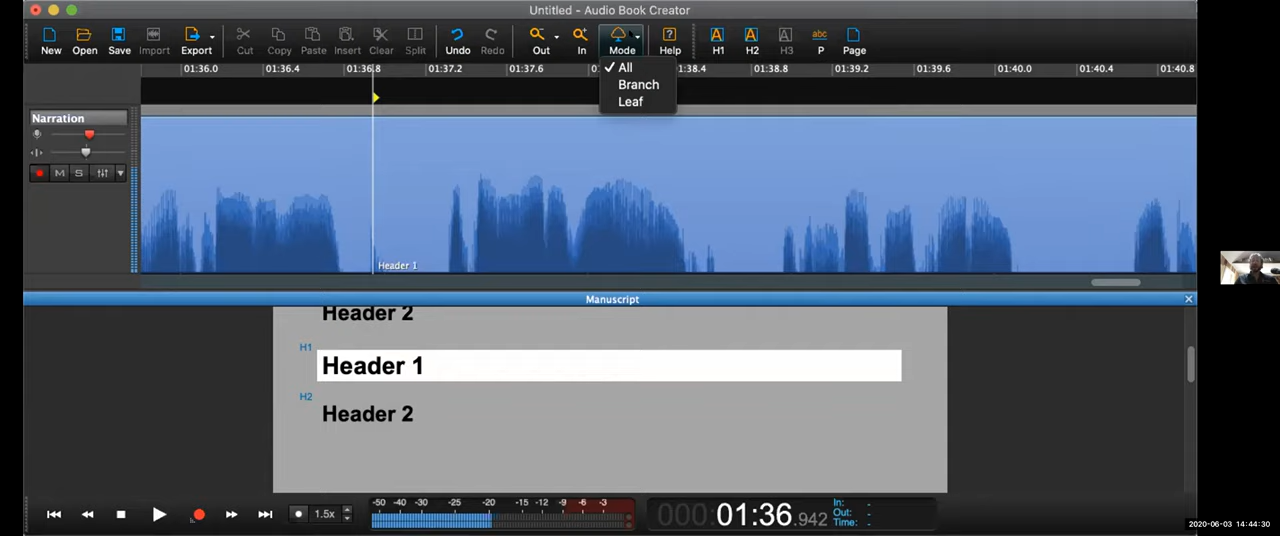 Untitled - Audio Book Creator
New Open Save Import Export Cut Copy Paste Insert Clear Split Undo Redo Out In Mode Help H1 H2 H3 P Page
01:36.0 01:36.4 01:36.8 01:37.2 01:37.6 01:38.4 01:38.8 01:39.2 01:39.6 01:40.0 01:40.4 01:40.8
✓ All
Branch
Leaf
Narration
M S
Header 1
Manuscript
Header 2
H1
Header 1
H2
Header 2
-50 -40 -30 -25 -20 -15 -12 -9 -6 -3
1.5x
000:01:36.942
In: -
Out: -
Time: -
2020-06-03 14:44:30